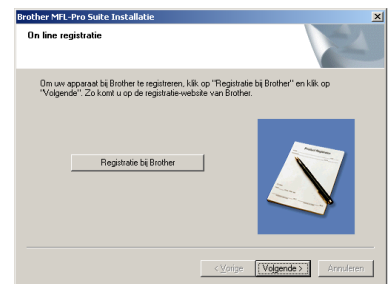 Brother MFL-Pro Suite Installatie
On line registratie
Om uw apparaat bij Brother te registreren, klik op "Registratie bij Brother" en klik op
"Volgende". Zo komt u op de registratie-website van Brother.
Product Registration
Registratie bij Brother
< Vorige
Volgende >
Annuleren